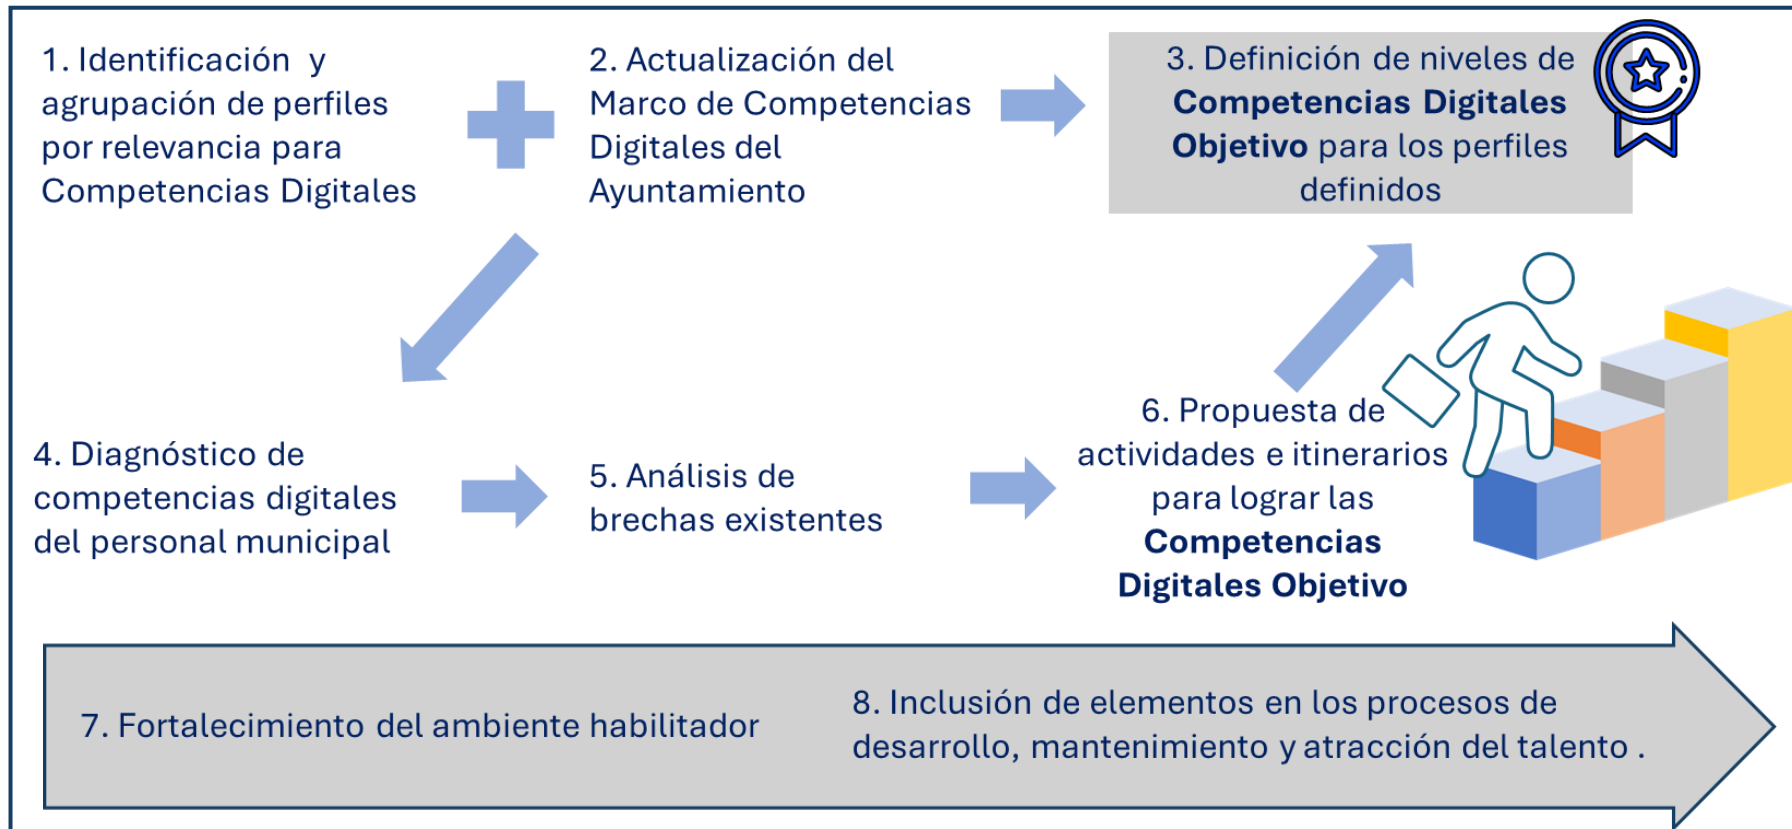 1. Identificación y
agrupación de perfiles
por relevancia para
Competencias Digitales
2. Actualización del
Marco de Competencias
Digitales del
Ayuntamiento
3. Definición de niveles de
Competencias Digitales
Objetivo para los perfiles
definidos
4. Diagnóstico de
competencias digitales
del personal municipal
5. Análisis de
brechas existentes
6. Propuesta de
actividades e itinerarios
para lograr las
Competencias
Digitales Objetivo
7. Fortalecimiento del ambiente habilitador
8. Inclusión de elementos en los procesos de
desarrollo, mantenimiento y atracción del talento .